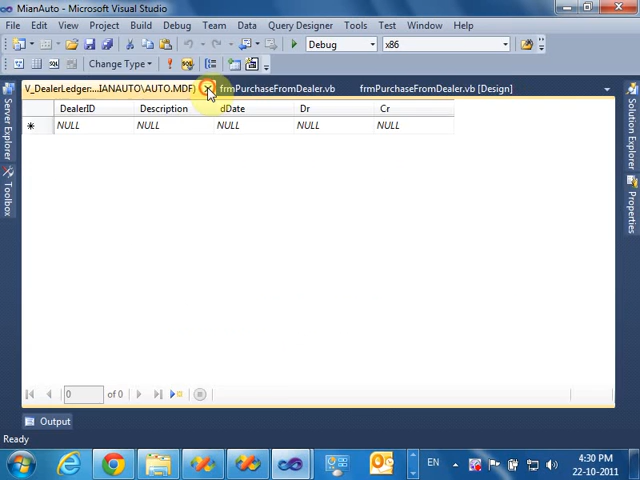 MianAuto - Microsoft Visual Studio
File Edit View Project Build Debug Team Data Query Designer Tools Test Window Help
Debug x86
Change Type SQL
V_DealerLedger:...IANAUTO\AUTO.MDF) frmPurchaseFromDealer.vb frmPurchaseFromDealer.vb [Design]
DealerID Description dDate Dr Cr
NULL NULL NULL NULL NULL
Server Explorer
Toolbox
Solution Explorer
Properties
0 of 0
Output
Ready
EN 4:30 PM
22-10-2011